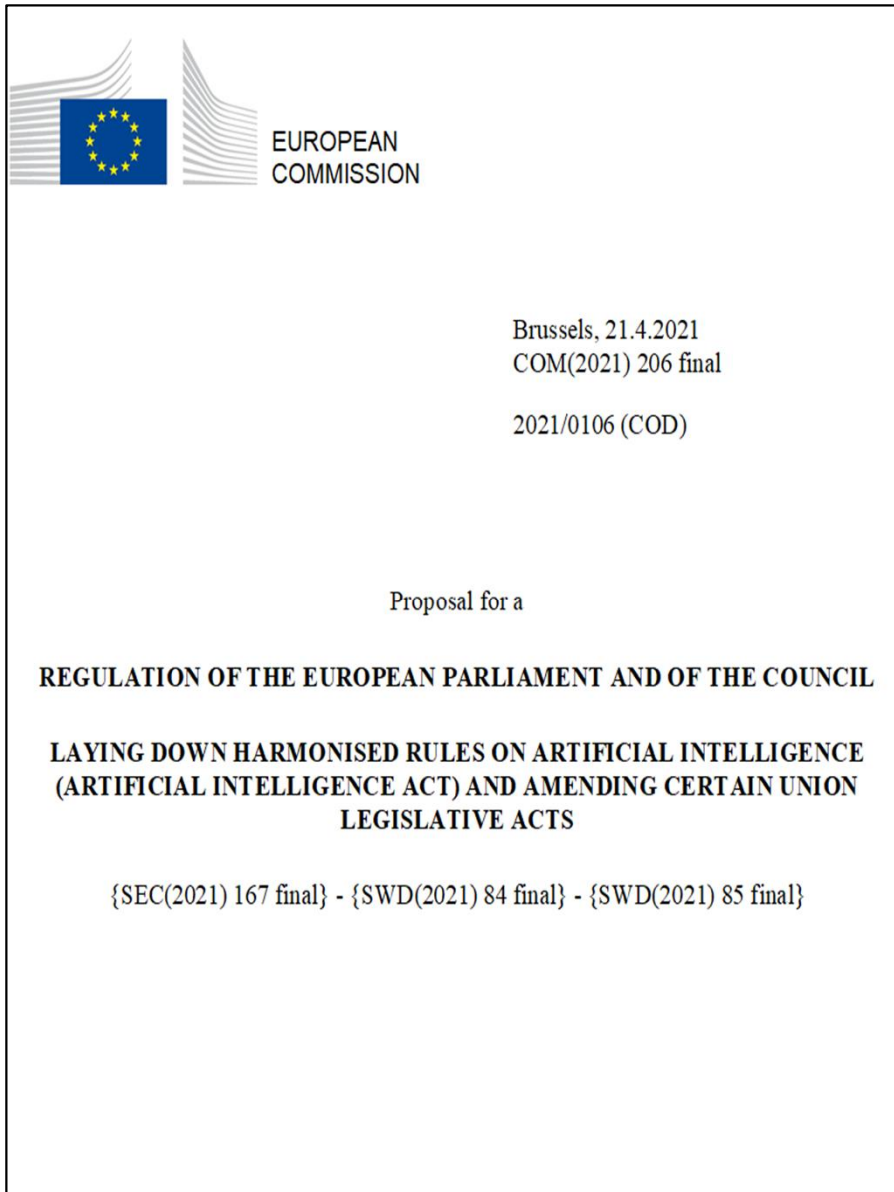 EUROPEAN
COMMISSION
Brussels, 21.4.2021
COM(2021) 206 final
2021/0106 (COD)
Proposal for a
REGULATION OF THE EUROPEAN PARLIAMENT AND OF THE COUNCIL
LAYING DOWN HARMONISED RULES ON ARTIFICIAL INTELLIGENCE
(ARTIFICIAL INTELLIGENCE ACT) AND AMENDING CERTAIN UNION
LEGISLATIVE ACTS
{SEC(2021) 167 final} - {SWD(2021) 84 final} - {SWD(2021) 85 final}